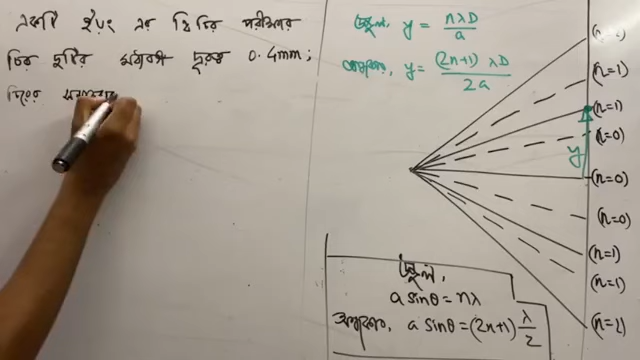 একটি ইয়ং এর দ্বি চির পরীক্ষার
চির দুটির মধ্যবর্তী দূরত্ব 0.4mm;
চিরের
উজ্জ্বল, y = nλD/a
অন্ধকার, y = (2n+1) λD/2a
(n=1)
(n=1)
(n=0)
y
(n=0)
(n=0)
(n=1)
(n=1)
(n=2)
উজ্জ্বল,
a sinθ = nλ
অন্ধকার, a sinθ = (2n+1) λ/2